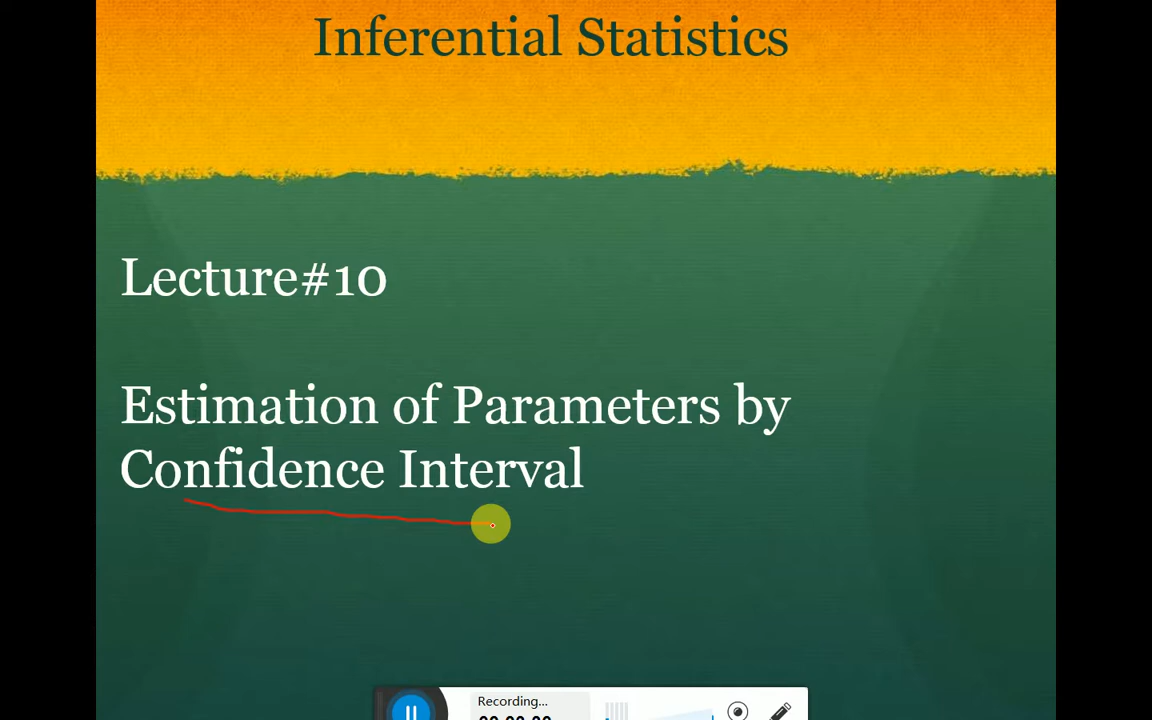 Inferential Statistics
Lecture#10
Estimation of Parameters by
Confidence Interval
Recording...